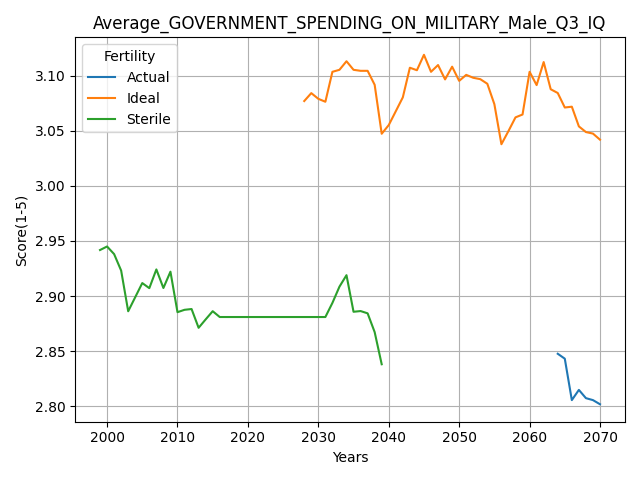 Average_GOVERNMENT_SPENDING_ON_MILITARY_Male_Q3_IQ
Fertility
Actual
Ideal
Sterile
Score(1-5)
3.10
3.05
3.00
2.95
2.90
2.85
2.80
2000 2010 2020 2030 2040 2050 2060 2070
Years